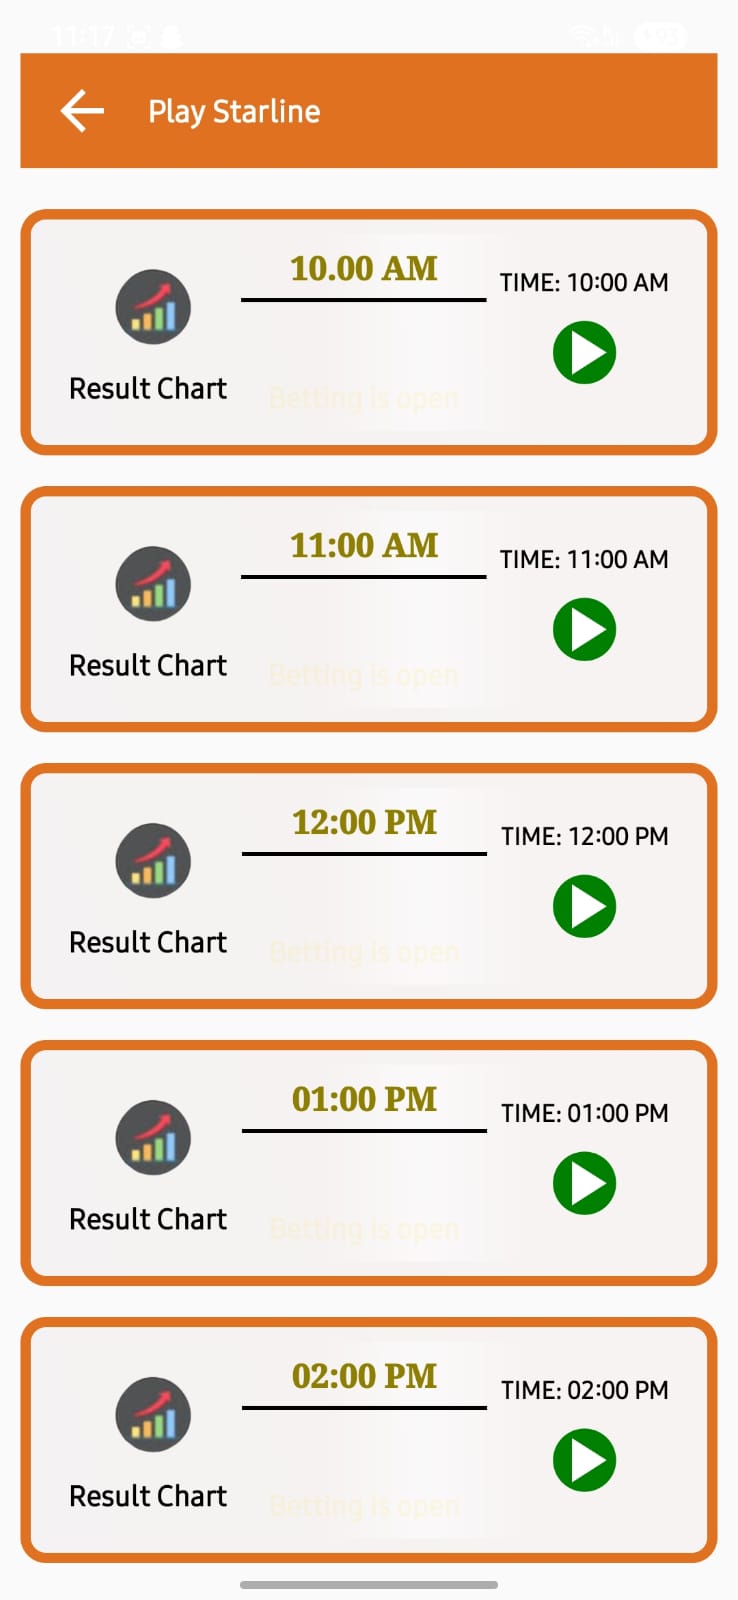 11:17
Play Starline
10.00 AM
TIME: 10:00 AM
Result Chart
Betting is open
11:00 AM
TIME: 11:00 AM
Result Chart
Betting is open
12:00 PM
TIME: 12:00 PM
Result Chart
Betting is open
01:00 PM
TIME: 01:00 PM
Result Chart
Betting is open
02:00 PM
TIME: 02:00 PM
Result Chart
Betting is open